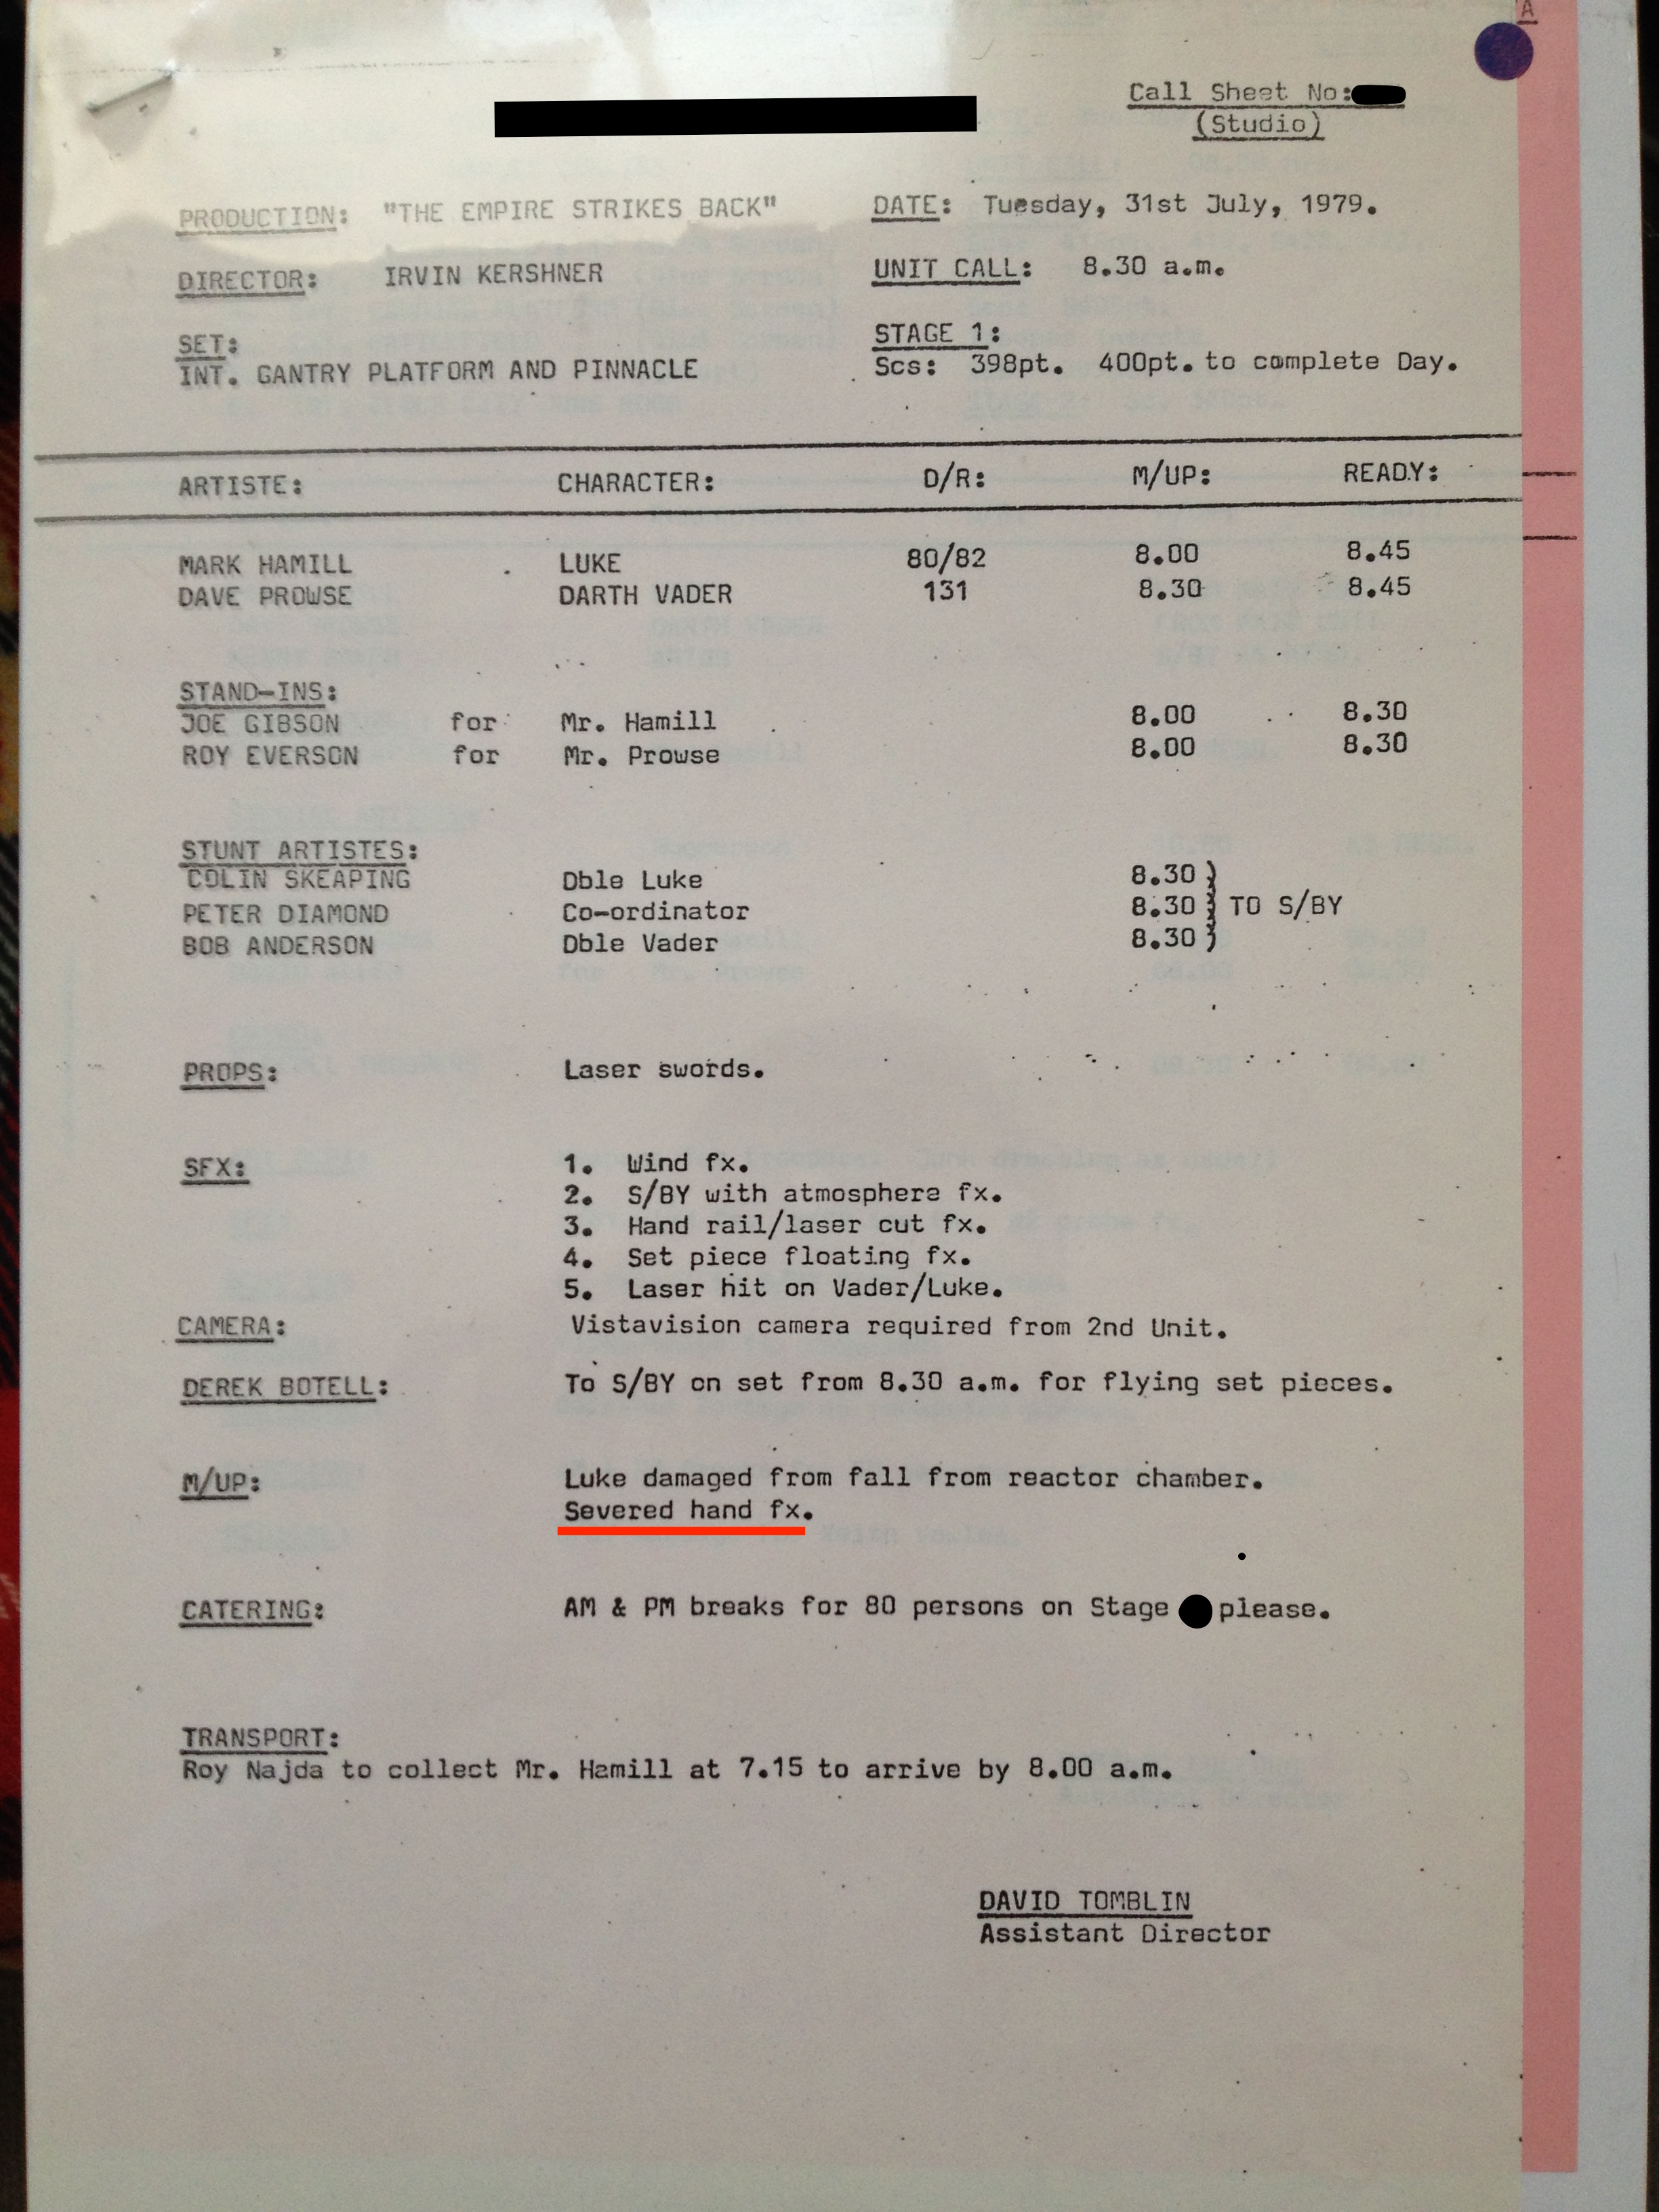 A
Call Sheet No:
(Studio)
PRODUCTION: "THE EMPIRE STRIKES BACK" DATE: Tuesday, 31st July, 1979.
DIRECTOR: IRVIN KERSHNER UNIT CALL: 8.30 a.m.
SET: STAGE 1:
INT. GANTRY PLATFORM AND PINNACLE Scs: 398pt. 400pt. to complete Day.
ARTISTE: CHARACTER: D/R: M/UP: READY:
MARK HAMILL LUKE 80/82 8.00 8.45
DAVE PROWSE DARTH VADER 131 8.30 8.45
STAND-INS:
JOE GIBSON for Mr. Hamill 8.00 8.30
ROY EVERSON for Mr. Prowse 8.00 8.30
STUNT ARTISTES:
COLIN SKEAPING Dble Luke 8.30 )
PETER DIAMOND Co-ordinator 8.30 ) TO S/BY
BOB ANDERSON Dble Vader 8.30 )
PROPS: Laser swords.
SFX: 1. Wind fx.
2. S/BY with atmosphere fx.
3. Hand rail/laser cut fx.
4. Set piece floating fx.
5. Laser hit on Vader/Luke.
CAMERA: Vistavision camera required from 2nd Unit.
DEREK BOTELL: To S/BY on set from 8.30 a.m. for flying set pieces.
M/UP: Luke damaged from fall from reactor chamber.
Severed hand fx.
CATERING: AM & PM breaks for 80 persons on Stage please.
TRANSPORT:
Roy Najda to collect Mr. Hamill at 7.15 to arrive by 8.00 a.m.
DAVID TOMBLIN
Assistant Director